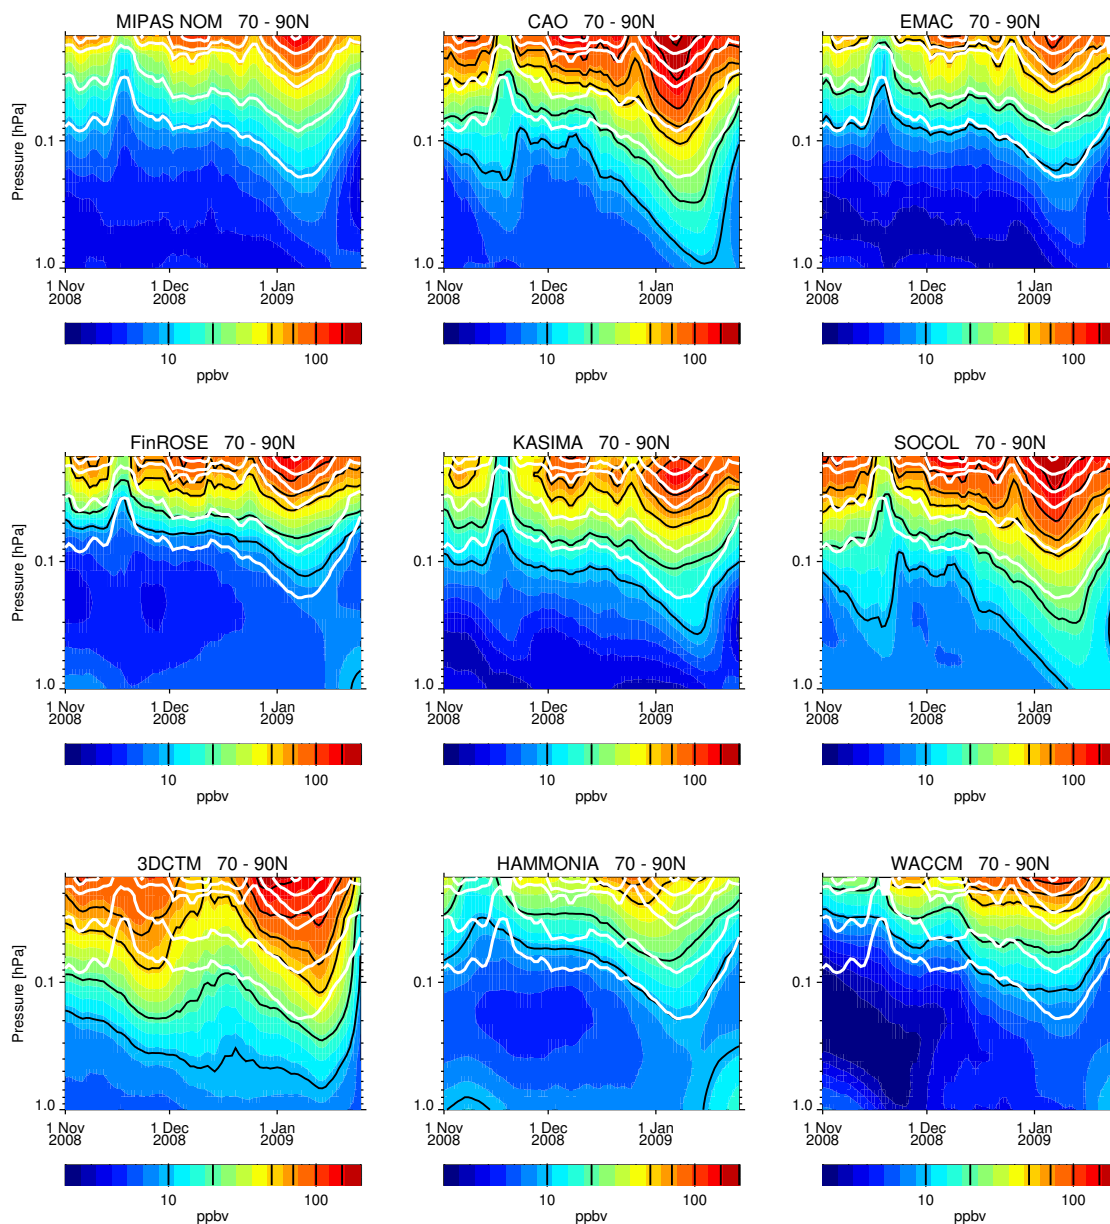 MIPAS NOM 70 - 90N
CAO 70 - 90N
EMAC 70 - 90N
Pressure [hPa]
0.1
1.0
0.1
1.0
0.1
1.0
1 Nov
2008
1 Dec
2008
1 Jan
2009
1 Nov
2008
1 Dec
2008
1 Jan
2009
1 Nov
2008
1 Dec
2008
1 Jan
2009
10 100
ppbv
10 100
ppbv
10 100
ppbv
FinROSE 70 - 90N
KASIMA 70 - 90N
SOCOL 70 - 90N
Pressure [hPa]
0.1
1.0
0.1
1.0
0.1
1.0
1 Nov
2008
1 Dec
2008
1 Jan
2009
1 Nov
2008
1 Dec
2008
1 Jan
2009
1 Nov
2008
1 Dec
2008
1 Jan
2009
10 100
ppbv
10 100
ppbv
10 100
ppbv
3DCTM 70 - 90N
HAMMONIA 70 - 90N
WACCM 70 - 90N
Pressure [hPa]
0.1
1.0
0.1
1.0
0.1
1.0
1 Nov
2008
1 Dec
2008
1 Jan
2009
1 Nov
2008
1 Dec
2008
1 Jan
2009
1 Nov
2008
1 Dec
2008
1 Jan
2009
10 100
ppbv
10 100
ppbv
10 100
ppbv